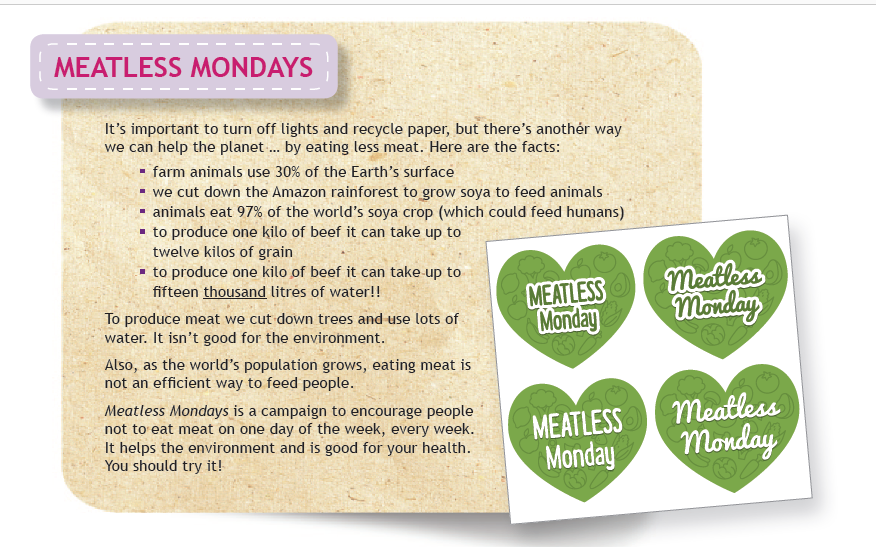 MEATLESS MONDAYS
It's important to turn off lights and recycle paper, but there's another way
we can help the planet … by eating less meat. Here are the facts:
▪ farm animals use 30% of the Earth's surface
▪ we cut down the Amazon rainforest to grow soya to feed animals
▪ animals eat 97% of the world's soya crop (which could feed humans)
▪ to produce one kilo of beef it can take up to
twelve kilos of grain
▪ to produce one kilo of beef it can take up to
fifteen thousand litres of water!!
To produce meat we cut down trees and use lots of
water. It isn't good for the environment.
Also, as the world's population grows, eating meat is
not an efficient way to feed people.
Meatless Mondays is a campaign to encourage people
not to eat meat on one day of the week, every week.
It helps the environment and is good for your health.
You should try it!
MEATLESS
Monday
Meatless
Monday
MEATLESS
Monday
Meatless
Monday